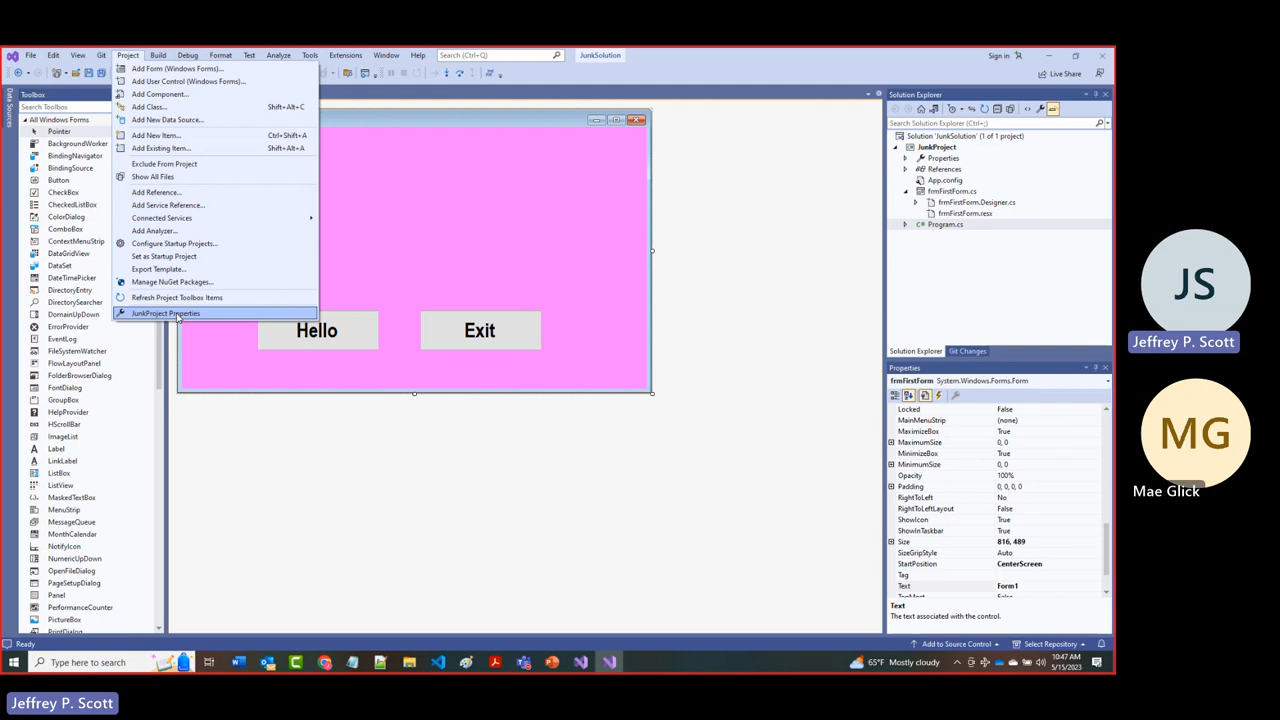 File Edit View Git Project Build Debug Format Test Analyze Tools Extensions Window Help Search (Ctrl+Q) JunkSolution Sign in
Live Share
Data Sources
Toolbox
Search Toolbox
All Windows Forms
Pointer
BackgroundWorker
BindingNavigator
BindingSource
Button
CheckBox
CheckedListBox
ColorDialog
ComboBox
ContextMenuStrip
DataGridView
DataSet
DateTimePicker
DirectoryEntry
DirectorySearcher
DomainUpDown
ErrorProvider
EventLog
FileSystemWatcher
FlowLayoutPanel
FolderBrowserDialog
FontDialog
GroupBox
HelpProvider
HScrollBar
ImageList
Label
LinkLabel
ListBox
ListView
MaskedTextBox
MenuStrip
MessageQueue
MonthCalendar
NotifyIcon
NumericUpDown
OpenFileDialog
PageSetupDialog
Panel
PerformanceCounter
PictureBox
PrintDialog
Add Form (Windows Forms)...
Add User Control (Windows Forms)...
Add Component...
Add Class... Shift+Alt+C
Add New Data Source...
Add New Item... Ctrl+Shift+A
Add Existing Item... Shift+Alt+A
Exclude From Project
Show All Files
Add Reference...
Add Service Reference...
Connected Services
Add Analyzer...
Configure Startup Projects...
Set as Startup Project
Export Template...
Manage NuGet Packages...
Refresh Project Toolbox Items
JunkProject Properties
Hello Exit
Solution Explorer
Search Solution Explorer (Ctrl+;)
Solution 'JunkSolution' (1 of 1 project)
JunkProject
Properties
References
App.config
frmFirstForm.cs
frmFirstForm.Designer.cs
frmFirstForm.resx
C# Program.cs
Solution Explorer Git Changes
Properties
frmFirstForm System.Windows.Forms.Form
Locked False
MainMenuStrip (none)
MaximizeBox True
MaximumSize 0, 0
MinimizeBox True
MinimumSize 0, 0
Opacity 100%
Padding 0, 0, 0, 0
RightToLeft No
RightToLeftLayout False
ShowIcon True
ShowInTaskbar True
Size 816, 489
SizeGripStyle Auto
StartPosition CenterScreen
Tag
Text Form1
Text
The text associated with the control.
Ready Add to Source Control Select Repository
Type here to search 65°F Mostly cloudy 10:47 AM
5/15/2023
JS
Jeffrey P. Scott
MG
Mae Glick
Jeffrey P. Scott